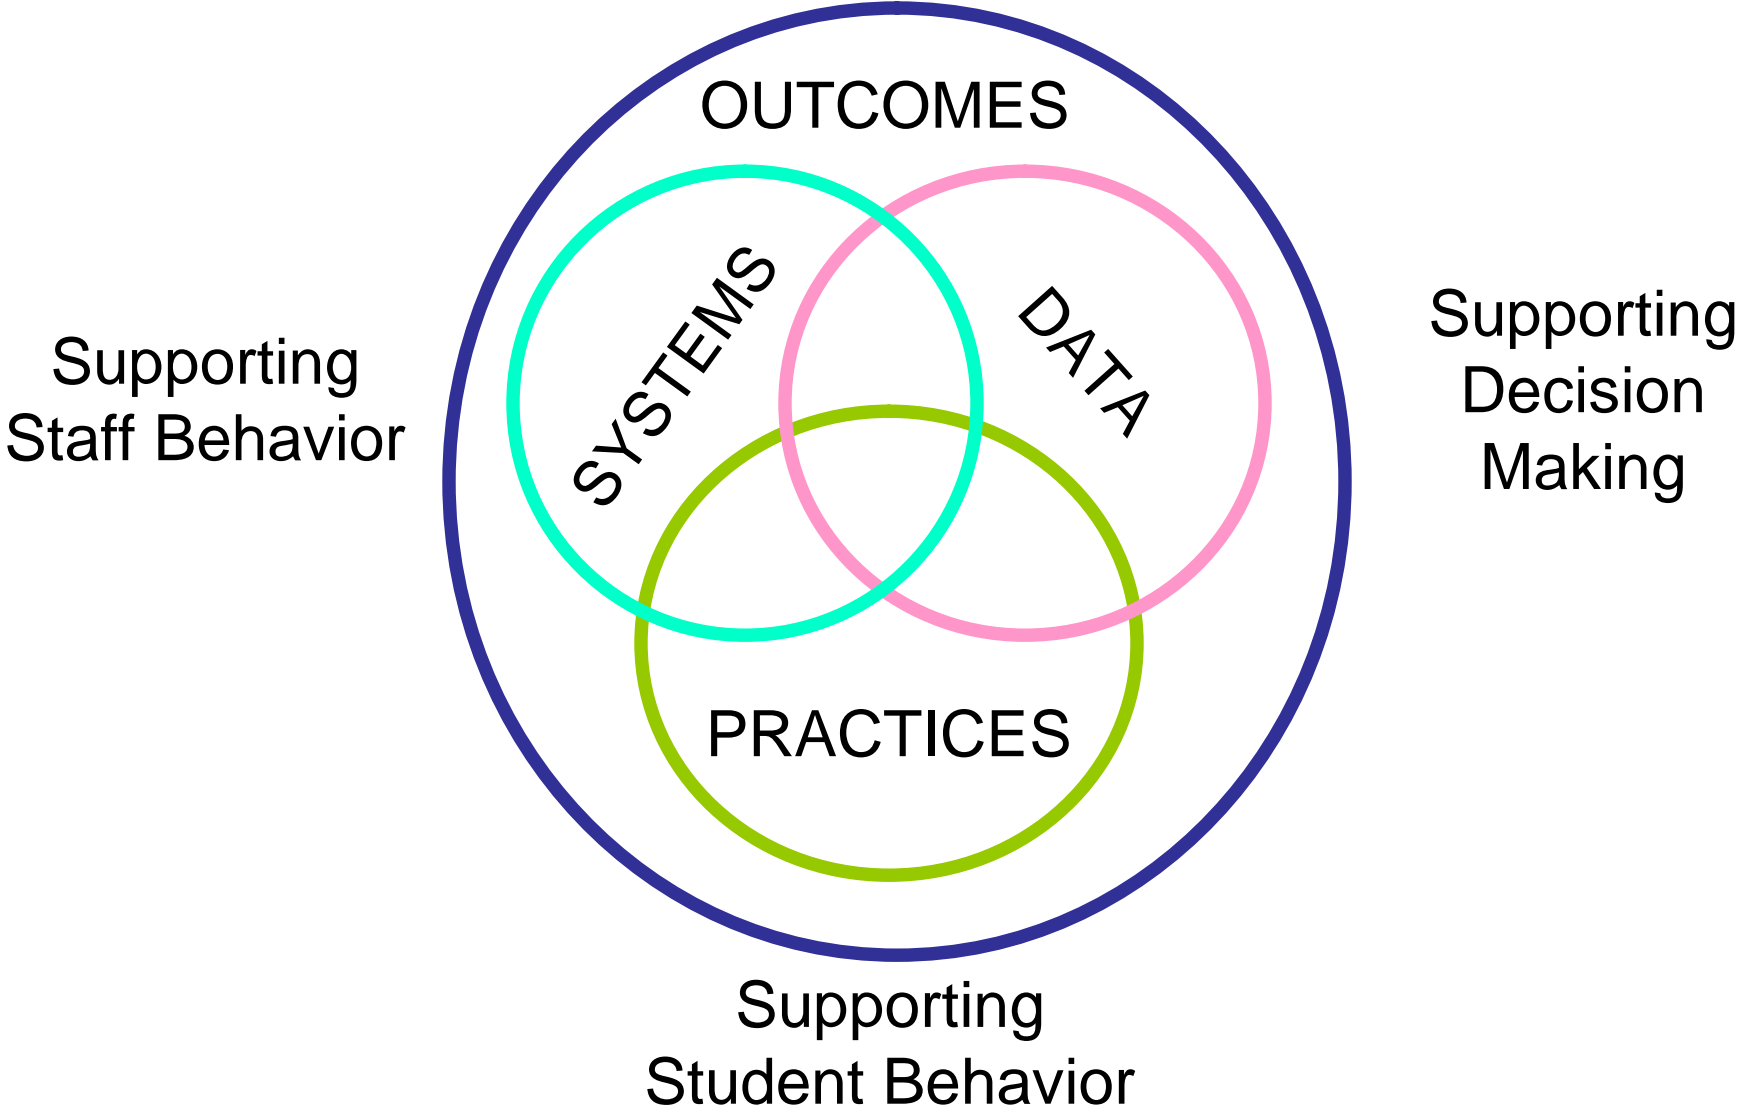 OUTCOMES
SYSTEMS
DATA
PRACTICES
Supporting
Staff Behavior
Supporting
Decision
Making
Supporting
Student Behavior